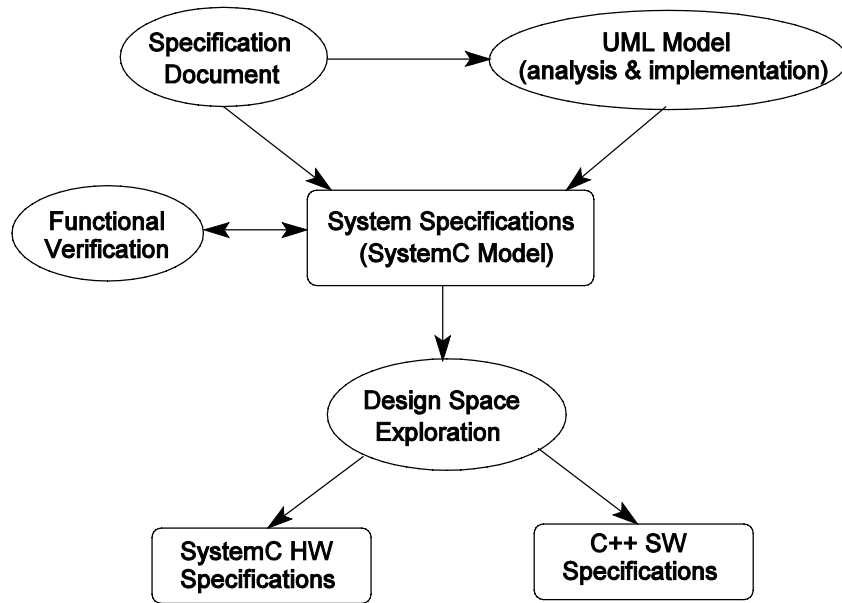 Specification
Document
UML Model
(analysis & implementation)
Functional
Verification
System Specifications
(SystemC Model)
Design Space
Exploration
SystemC HW
Specifications
C++ SW
Specifications